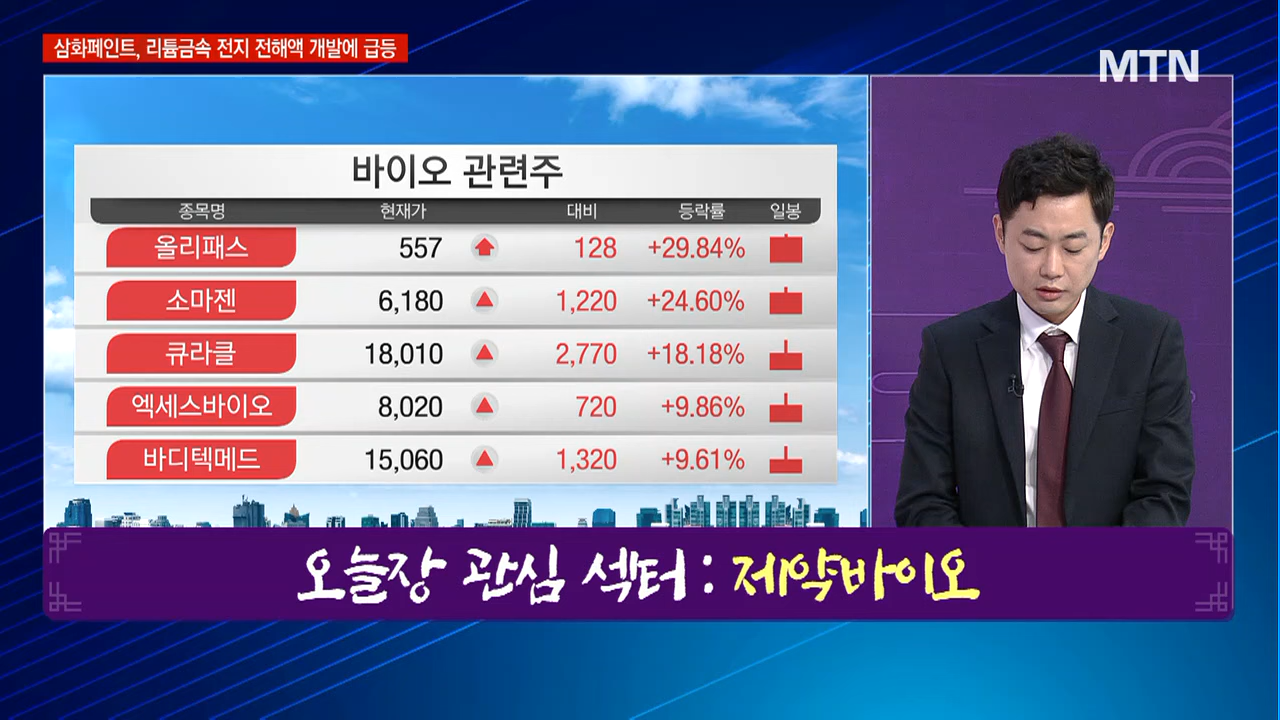 삼화페인트, 리튬금속 전지 전해액 개발에 급등
MTN
바이오 관련주
종목명 현재가 대비 등락률 일봉
올리패스 557 128 +29.84%
소마젠 6,180 1,220 +24.60%
큐라클 18,010 2,770 +18.18%
엑세스바이오 8,020 720 +9.86%
바디텍메드 15,060 1,320 +9.61%
오늘장 관심 섹터 : 제약바이오